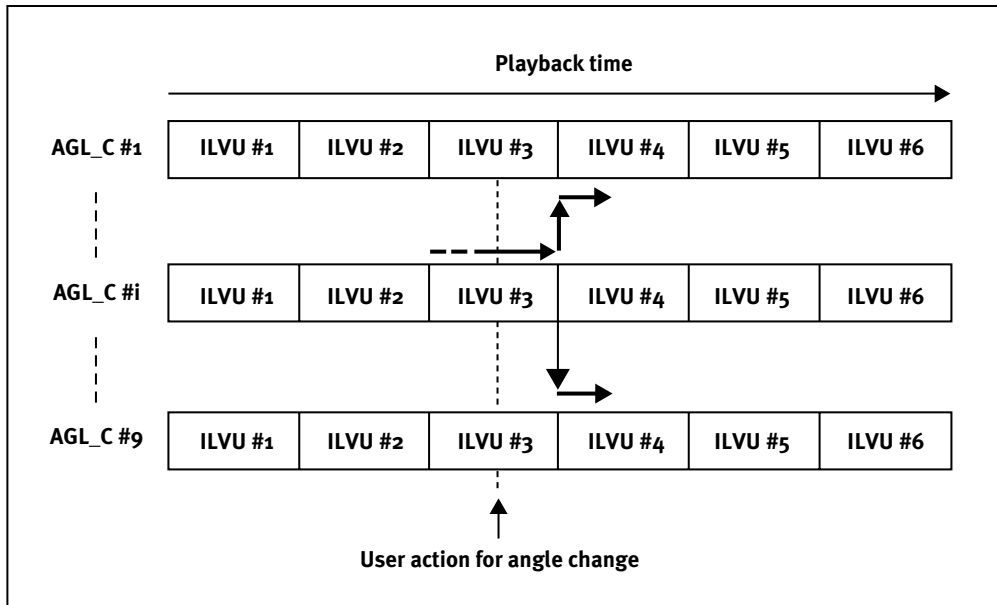 Playback time
AGL_C #1 ILVU #1 ILVU #2 ILVU #3 ILVU #4 ILVU #5 ILVU #6
AGL_C #i ILVU #1 ILVU #2 ILVU #3 ILVU #4 ILVU #5 ILVU #6
AGL_C #9 ILVU #1 ILVU #2 ILVU #3 ILVU #4 ILVU #5 ILVU #6
User action for angle change